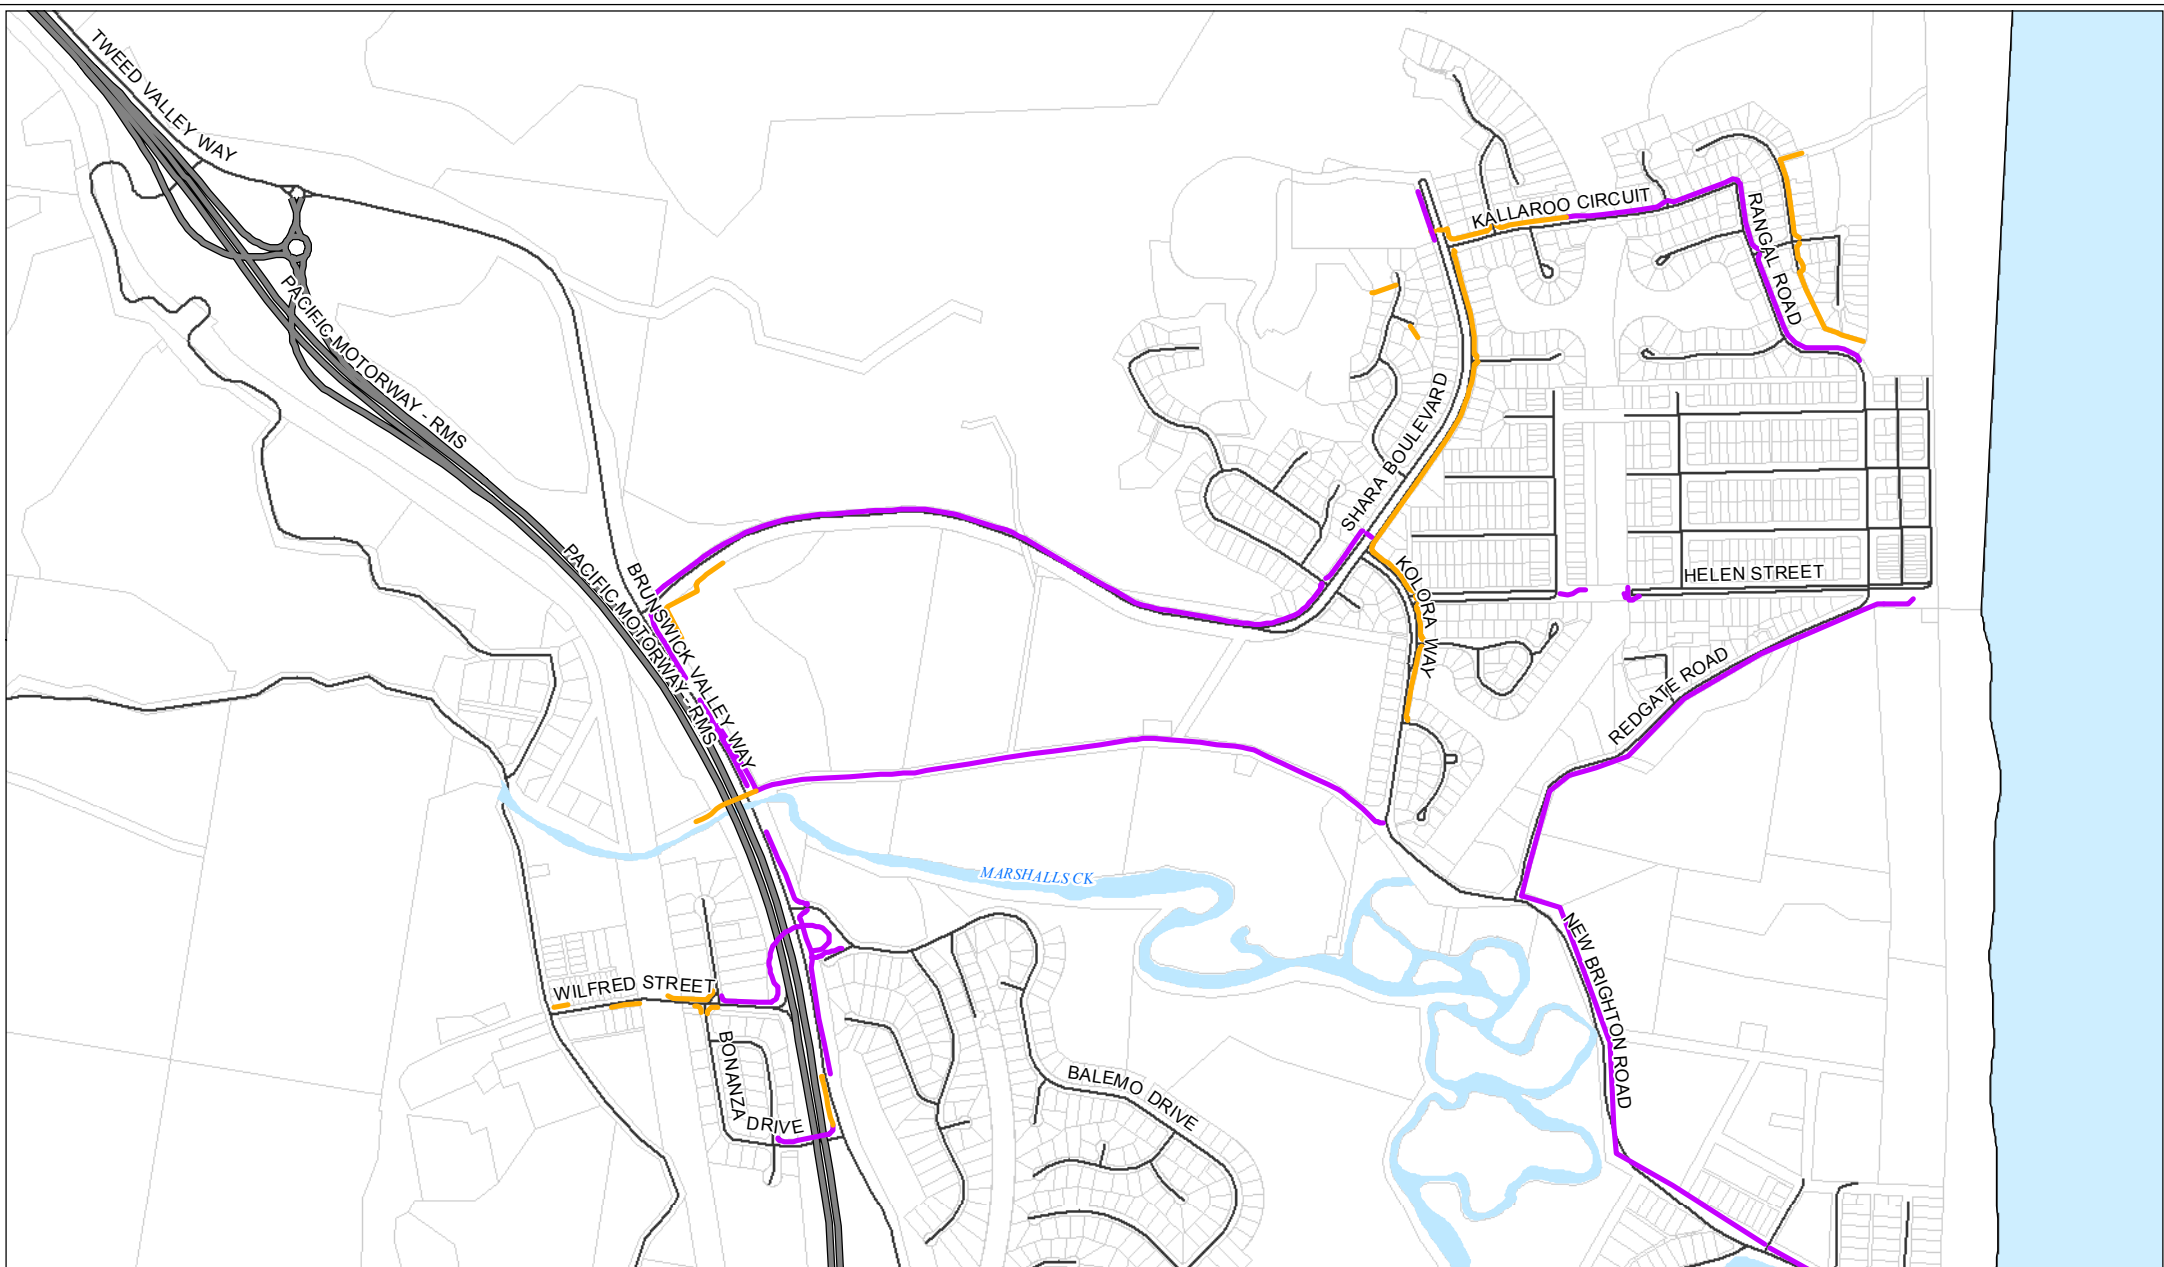 TWEED VALLEY WAY
KALLAROO CIRCUIT
RANGAL ROAD
PACIFIC MOTORWAY - RMS
SHARA BOULEVARD
PACIFIC MOTORWAY - RMS
BRUNSWICK VALLEY WAY
KOLORA WAY
HELEN STREET
REDGATE ROAD
MARSHALLS CK
NEW BRIGHTON ROAD
WILFRED STREET
BONANZA
DRIVE
BALEMO DRIVE